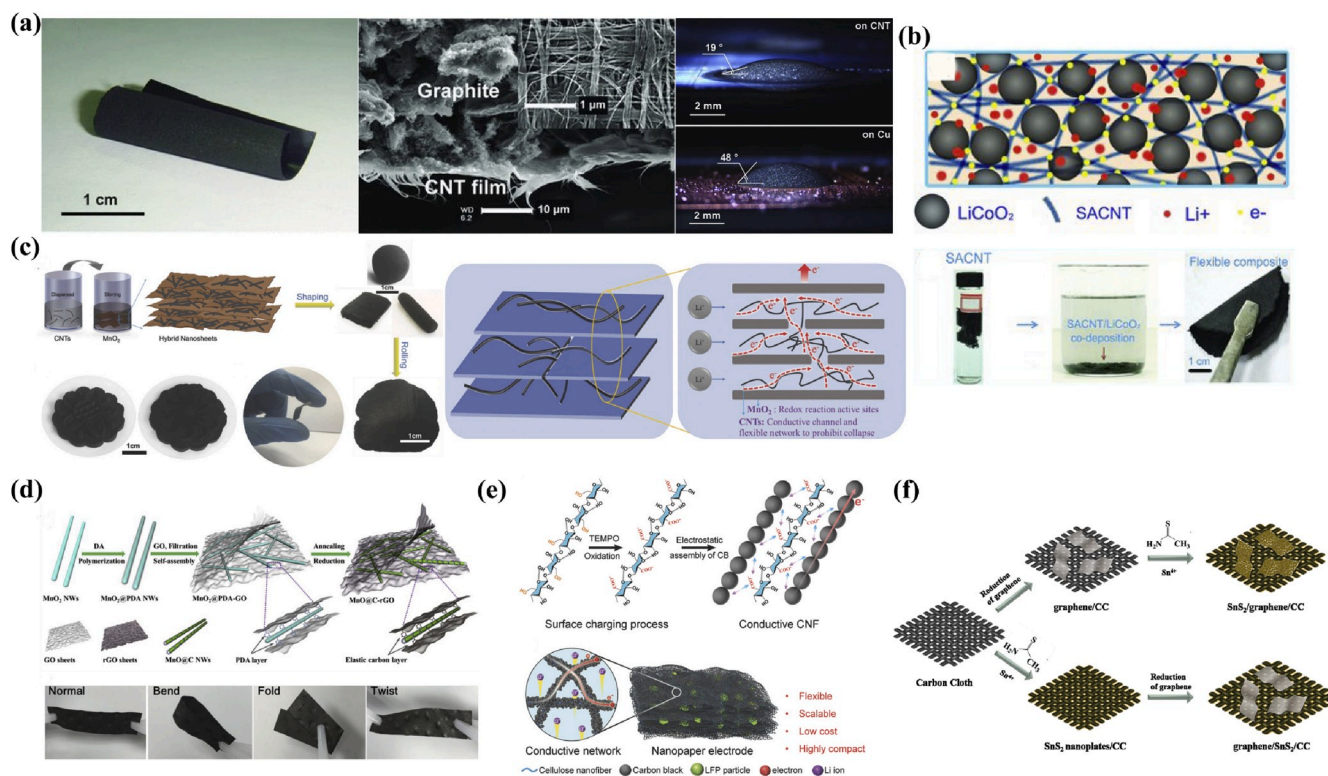 (a)
1 cm
Graphite
1 µm
CNT film
WD
6.2
10 µm
on CNT
19 °
2 mm
on Cu
48 °
2 mm
(b)
LiCoO₂ SACNT Li+ e-
SACNT
SACNT/LiCoO₂
co-deposition
Flexible composite
1 cm
(c)
Dispersed
Stirring
CNTs
MnO₂
Hybrid Nanosheets
Shaping
1cm
Rolling
1cm
1cm
Li⁺
Li⁺
Li⁺
e⁻
e⁻
e⁻
e⁻
e⁻
e⁻
e⁻
MnO₂ : Redox reaction active sites
CNTs: Conductive channel and
flexible network to prohibit collapse
(d)
DA
Polymerization
GO, Filtration
Self-assembly
Annealing
Reduction
MnO₂ NWs
MnO₂@PDA NWs
MnO₂@PDA-GO
MnO@C-rGO
GO sheets
rGO sheets
MnO@C NWs
PDA layer
Elastic carbon layer
Normal
Bend
Fold
Twist
(e)
TEMPO
Oxidation
Electrostatic
assembly of CB
e⁻
Surface charging process
Conductive CNF
• Flexible
• Scalable
• Low cost
• Highly compact
Conductive network
Nanopaper electrode
Cellulose nanofiber Carbon black LFP particle electron Li ion
(f)
Carbon Cloth
Reduction
of graphene
graphene/CC
S
H₂N CH₃
Sn⁴⁺
SnS₂/graphene/CC
S
H₂N CH₃
Sn⁴⁺
SnS₂ nanoplates/CC
Reduction
of graphene
graphene/SnS₂/CC